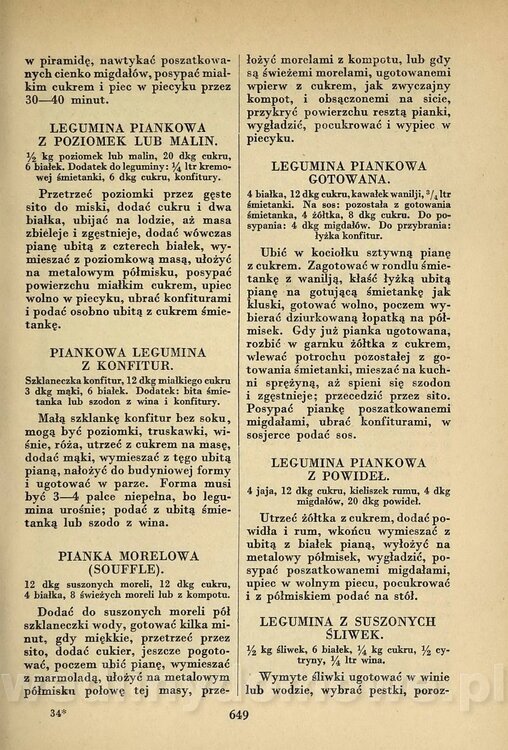 w piramidę, nawtykać poszatkowa-
nych cienko migdałów, posypać miał-
kim cukrem i piec w piecyku przez
30—40 minut.
LEGUMINA PIANKOWA
Z POZIOMEK LUB MALIN.
½ kg poziomek lub malin, 20 dkg cukru,
6 białek. Dodatek do leguminy: ¼ ltr kremo-
wej śmietanki, 6 dkg cukru, konfitury.
Przetrzeć poziomki przez gęste
sito do miski, dodać cukru i dwa
białka, ubijać na lodzie, aż masa
zbieleje i zgęstnieje, dodać wówczas
pianę ubitą z czterech białek, wy-
mieszać z poziomkową masą, ułożyć
na metalowym półmisku, posypać
powierzchu miałkim cukrem, upiec
wolno w piecyku, ubrać konfiturami
i podać osobno ubitą z cukrem śmie-
tankę.
PIANKOWA LEGUMINA
Z KONFITUR.
Szklaneczka konfitur, 12 dkg miałkiego cukru
3 dkg mąki, 6 białek. Dodatek: bita śmie-
tanka lub szodon z wina i konfitury.
Małą szklankę konfitur bez soku,
mogą być poziomki, truskawki, wi-
śnie, róża, utrzeć z cukrem na masę,
dodać mąki, wymieszać z tęgo ubitą
pianą, nałożyć do budyniowej formy
i ugotować w parze. Forma musi
być 3—4 palce niepełna, bo legu-
mina urośnie; podać z ubitą śmie-
tanką lub szodo z wina.
PIANKA MORELOWA
(SOUFFLE).
12 dkg suszonych moreli, 12 dkg cukru,
4 białka, 8 świeżych moreli lub z kompotu.
Dodać do suszonych moreli pół
szklaneczki wody, gotować kilka mi-
nut, gdy miękkie, przetrzeć przez
sito, dodać cukier, jeszcze pogoto-
wać, poczem ubić pianę, wymieszać
z marmoladą, ułożyć na metalowym
półmisku połowę tej masy, prze-
34*
łożyć morelami z kompotu, lub gdy
są świeżemi morelami, ugotowanemi
wpierw z cukrem, jak zwyczajny
kompot, i obsączonemi na sicie,
przykryć powierzchu resztą pianki,
wygładzić, pocukrować i wypiec w
piecyku.
LEGUMINA PIANKOWA
GOTOWANA.
4 białka, 12 dkg cukru, kawałek wanilji, ¾ ltr
śmietanki. Na sos: pozostała z gotowania
śmietanka, 4 żółtka, 8 dkg cukru. Do po-
sypania: 4 dkg migdałów. Do przybrania:
łyżka konfitur.
Ubić w kociołku sztywną pianę
z cukrem. Zagotować w rondlu śmie-
tankę z wanilją, kłaść łyżką ubitą
pianę na gotującą śmietankę jak
kluski, gotować wolno, poczem wy-
bierać dziurkowaną łopatką na pół-
misek. Gdy już pianka ugotowana,
rozbić w garnku żółtka z cukrem,
wlewać potrochu pozostałej z go-
towania śmietanki, mieszać na kuch-
ni sprężyną, aż spieni się szodon
i zgęstnieje; przecedzić przez sito.
Posypać piankę poszatkowanemi
migdałami, ubrać konfiturami, w
sosjerce podać sos.
LEGUMINA PIANKOWA
Z POWIDEŁ.
4 jaja, 12 dkg cukru, kieliszek rumu, 4 dkg
migdałów, 20 dkg powideł.
Utrzeć żółtka z cukrem, dodać po-
widła i rum, wkońcu wymieszać z
ubitą z białek pianą, wyłożyć na
metalowy półmisek, wygładzić, po-
sypać poszatkowanemi migdałami,
upiec w wolnym piecu, pocukrować
i z półmiskiem podać na stół.
LEGUMINA Z SUSZONYCH
ŚLIWEK.
½ kg śliwek, 6 białek, ¼ kg cukru, ½ cy-
tryny, ¼ ltr wina.
Wymyte śliwki ugotować w winie
lub wodzie, wybrać pestki, poroz-
649